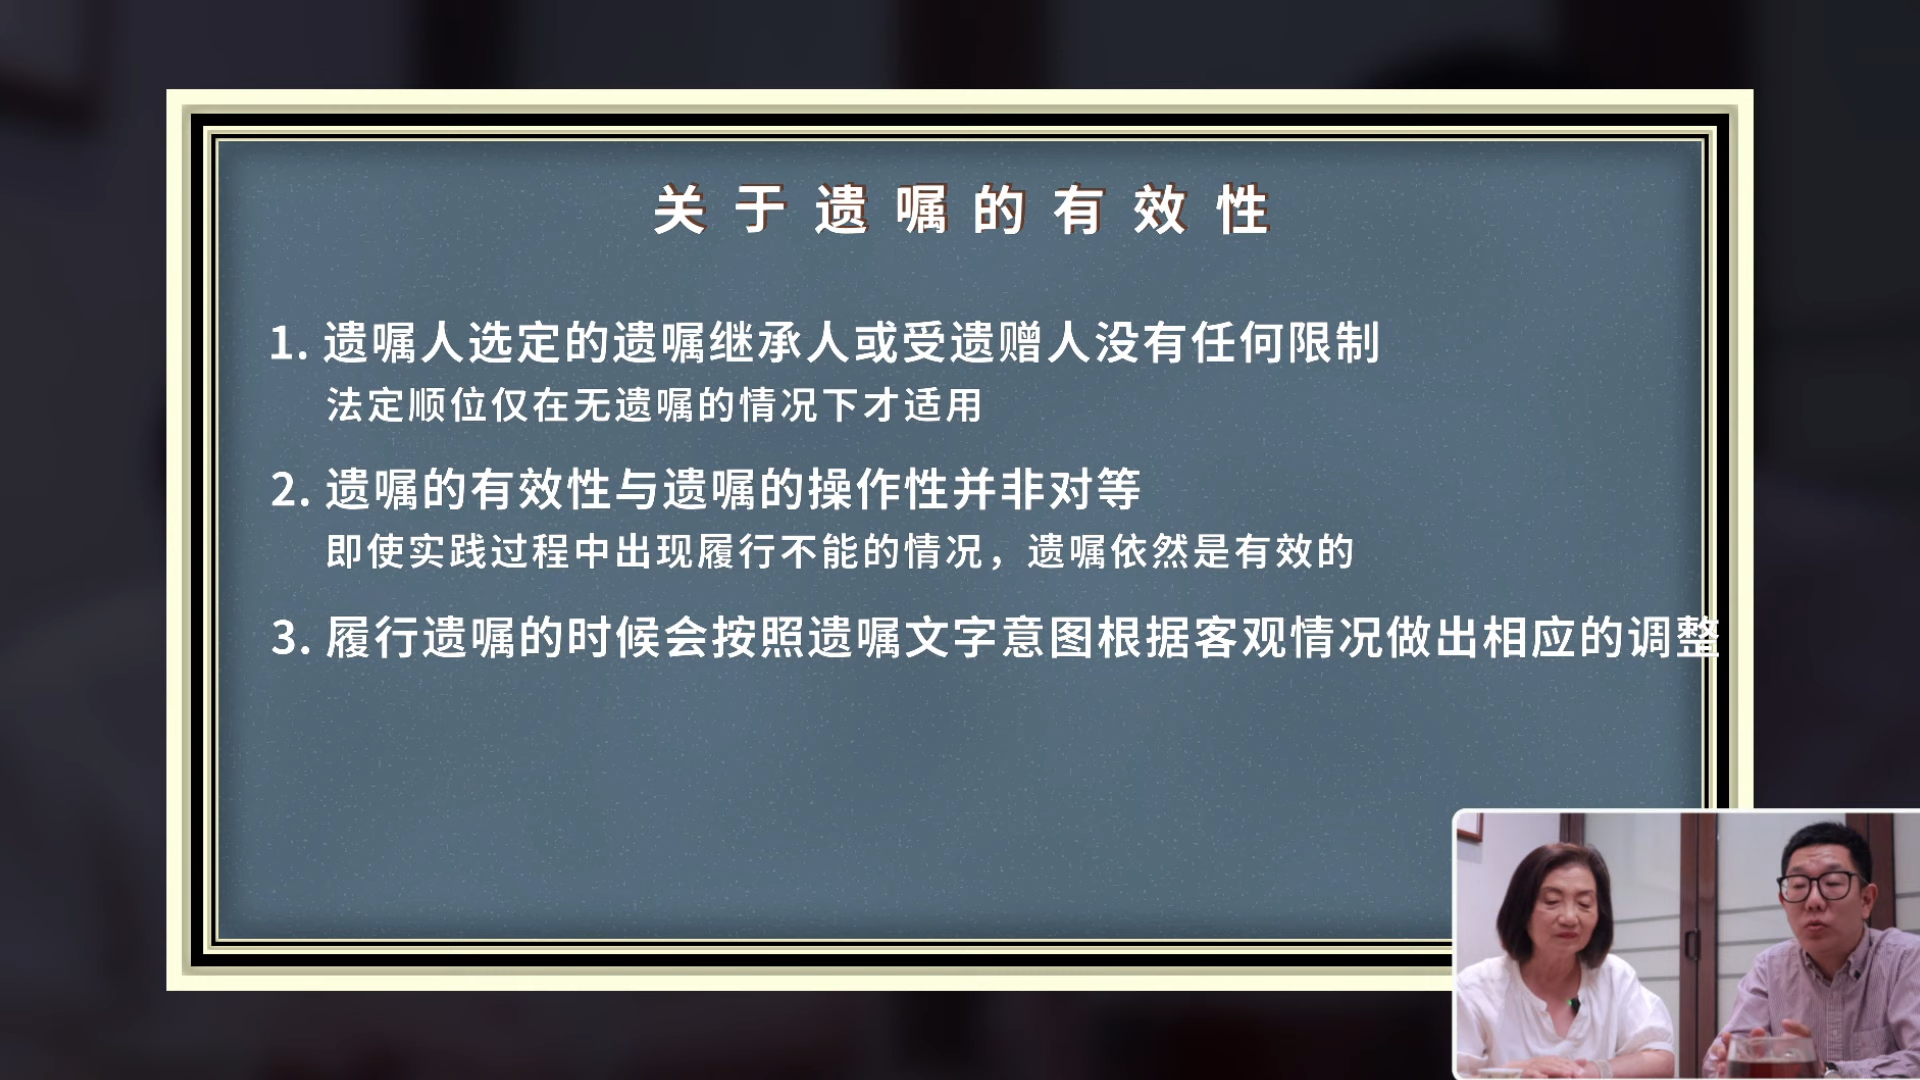 关于遗嘱的有效性
1. 遗嘱人选定的遗嘱继承人或受遗赠人没有任何限制
法定顺位仅在无遗嘱的情况下才适用
2. 遗嘱的有效性与遗嘱的操作性并非对等
即使实践过程中出现履行不能的情况，遗嘱依然是有效的
3. 履行遗嘱的时候会按照遗嘱文字意图根据客观情况做出相应的调整